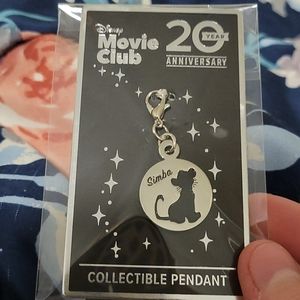 Disney
Movie
Club
20 YEAR
ANNIVERSARY
Simba
COLLECTIBLE PENDANT